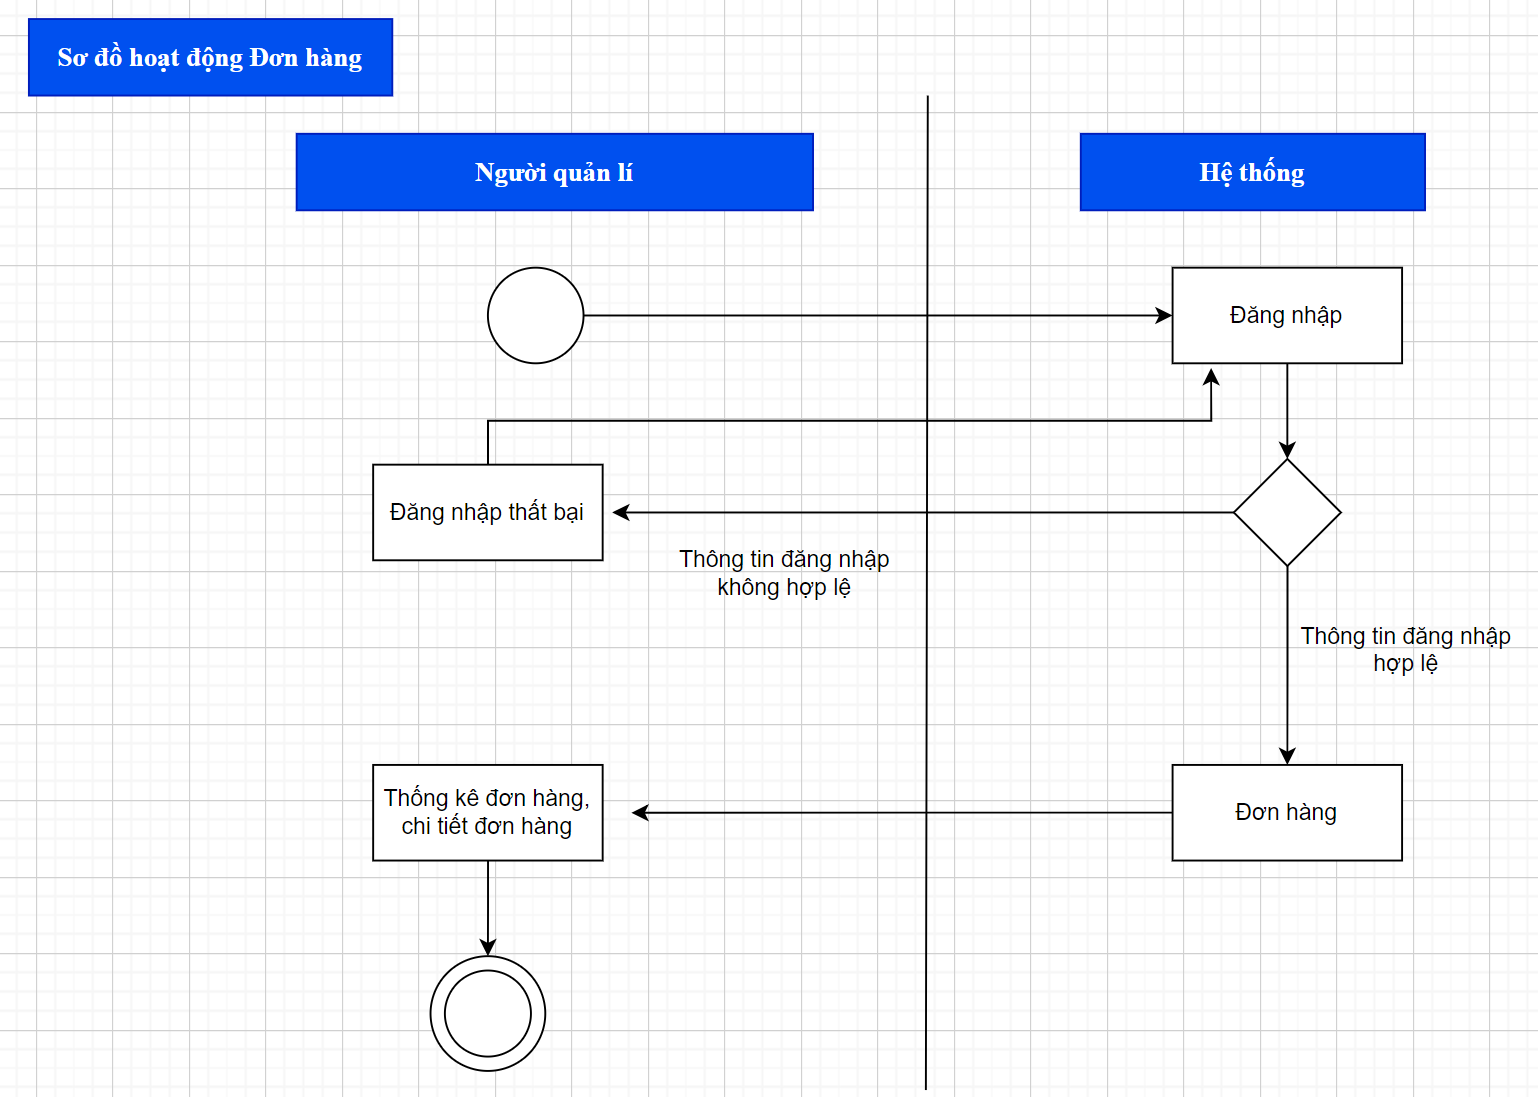 Sơ đồ hoạt động Đơn hàng
Người quản lí
Hệ thống
Đăng nhập
Đăng nhập thất bại
Thông tin đăng nhập
không hợp lệ
Thông tin đăng nhập
hợp lệ
Thống kê đơn hàng,
chi tiết đơn hàng
Đơn hàng